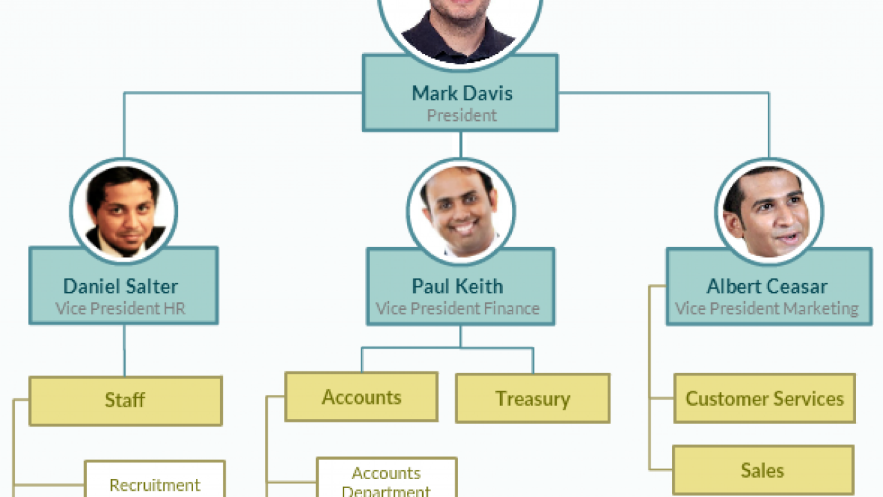 Mark Davis
President
Daniel Salter
Vice President HR
Paul Keith
Vice President Finance
Albert Ceasar
Vice President Marketing
Staff
Accounts
Treasury
Customer Services
Sales
Recruitment
Accounts
Department